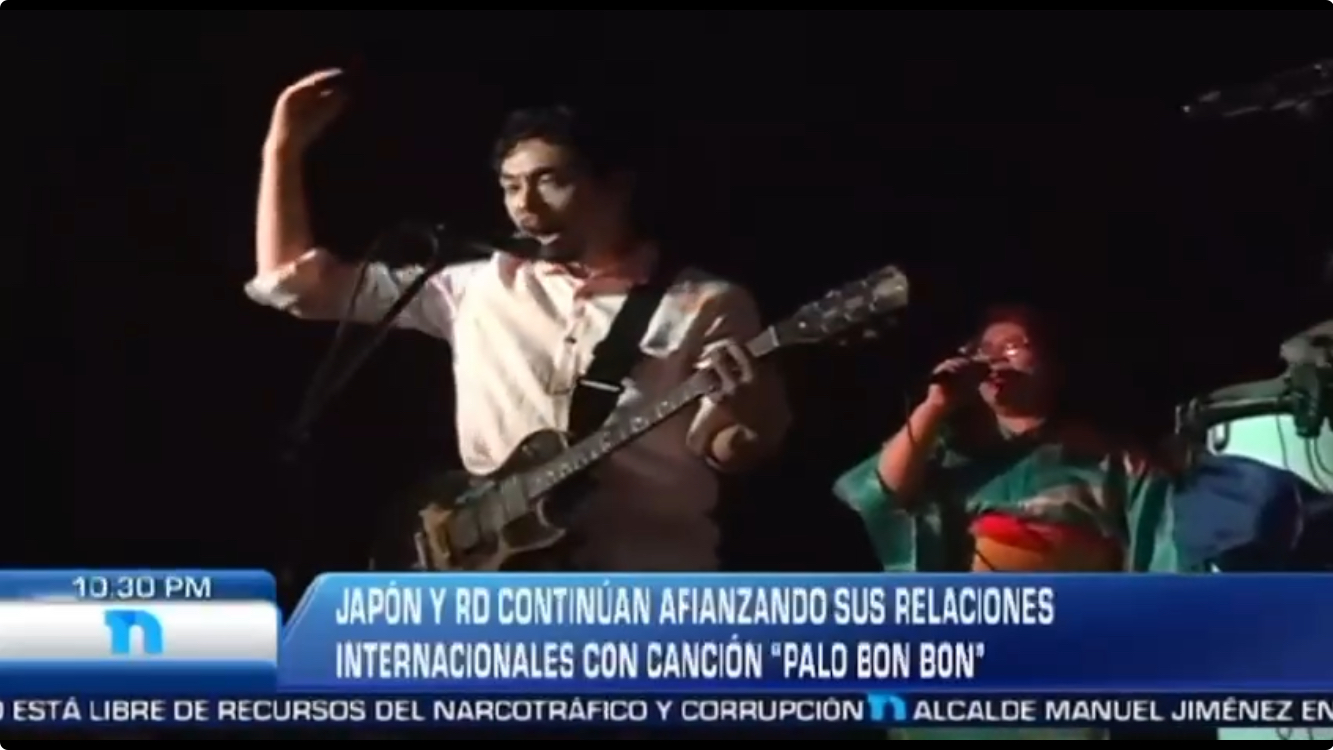 10:30 PM
n
JAPÓN Y RD CONTINÚAN AFIANZANDO SUS RELACIONES
INTERNACIONALES CON CANCIÓN "PALO BON BON"
ESTÁ LIBRE DE RECURSOS DEL NARCOTRÁFICO Y CORRUPCIÓN n ALCALDE MANUEL JIMÉNEZ EN